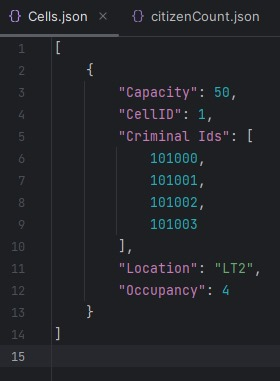 Cells.json × citizenCount.json
1 [
2 {
3 "Capacity": 50,
4 "CellID": 1,
5 "Criminal Ids": [
6 101000,
7 101001,
8 101002,
9 101003
10 ],
11 "Location": "LT2",
12 "Occupancy": 4
13 }
14 ]
15